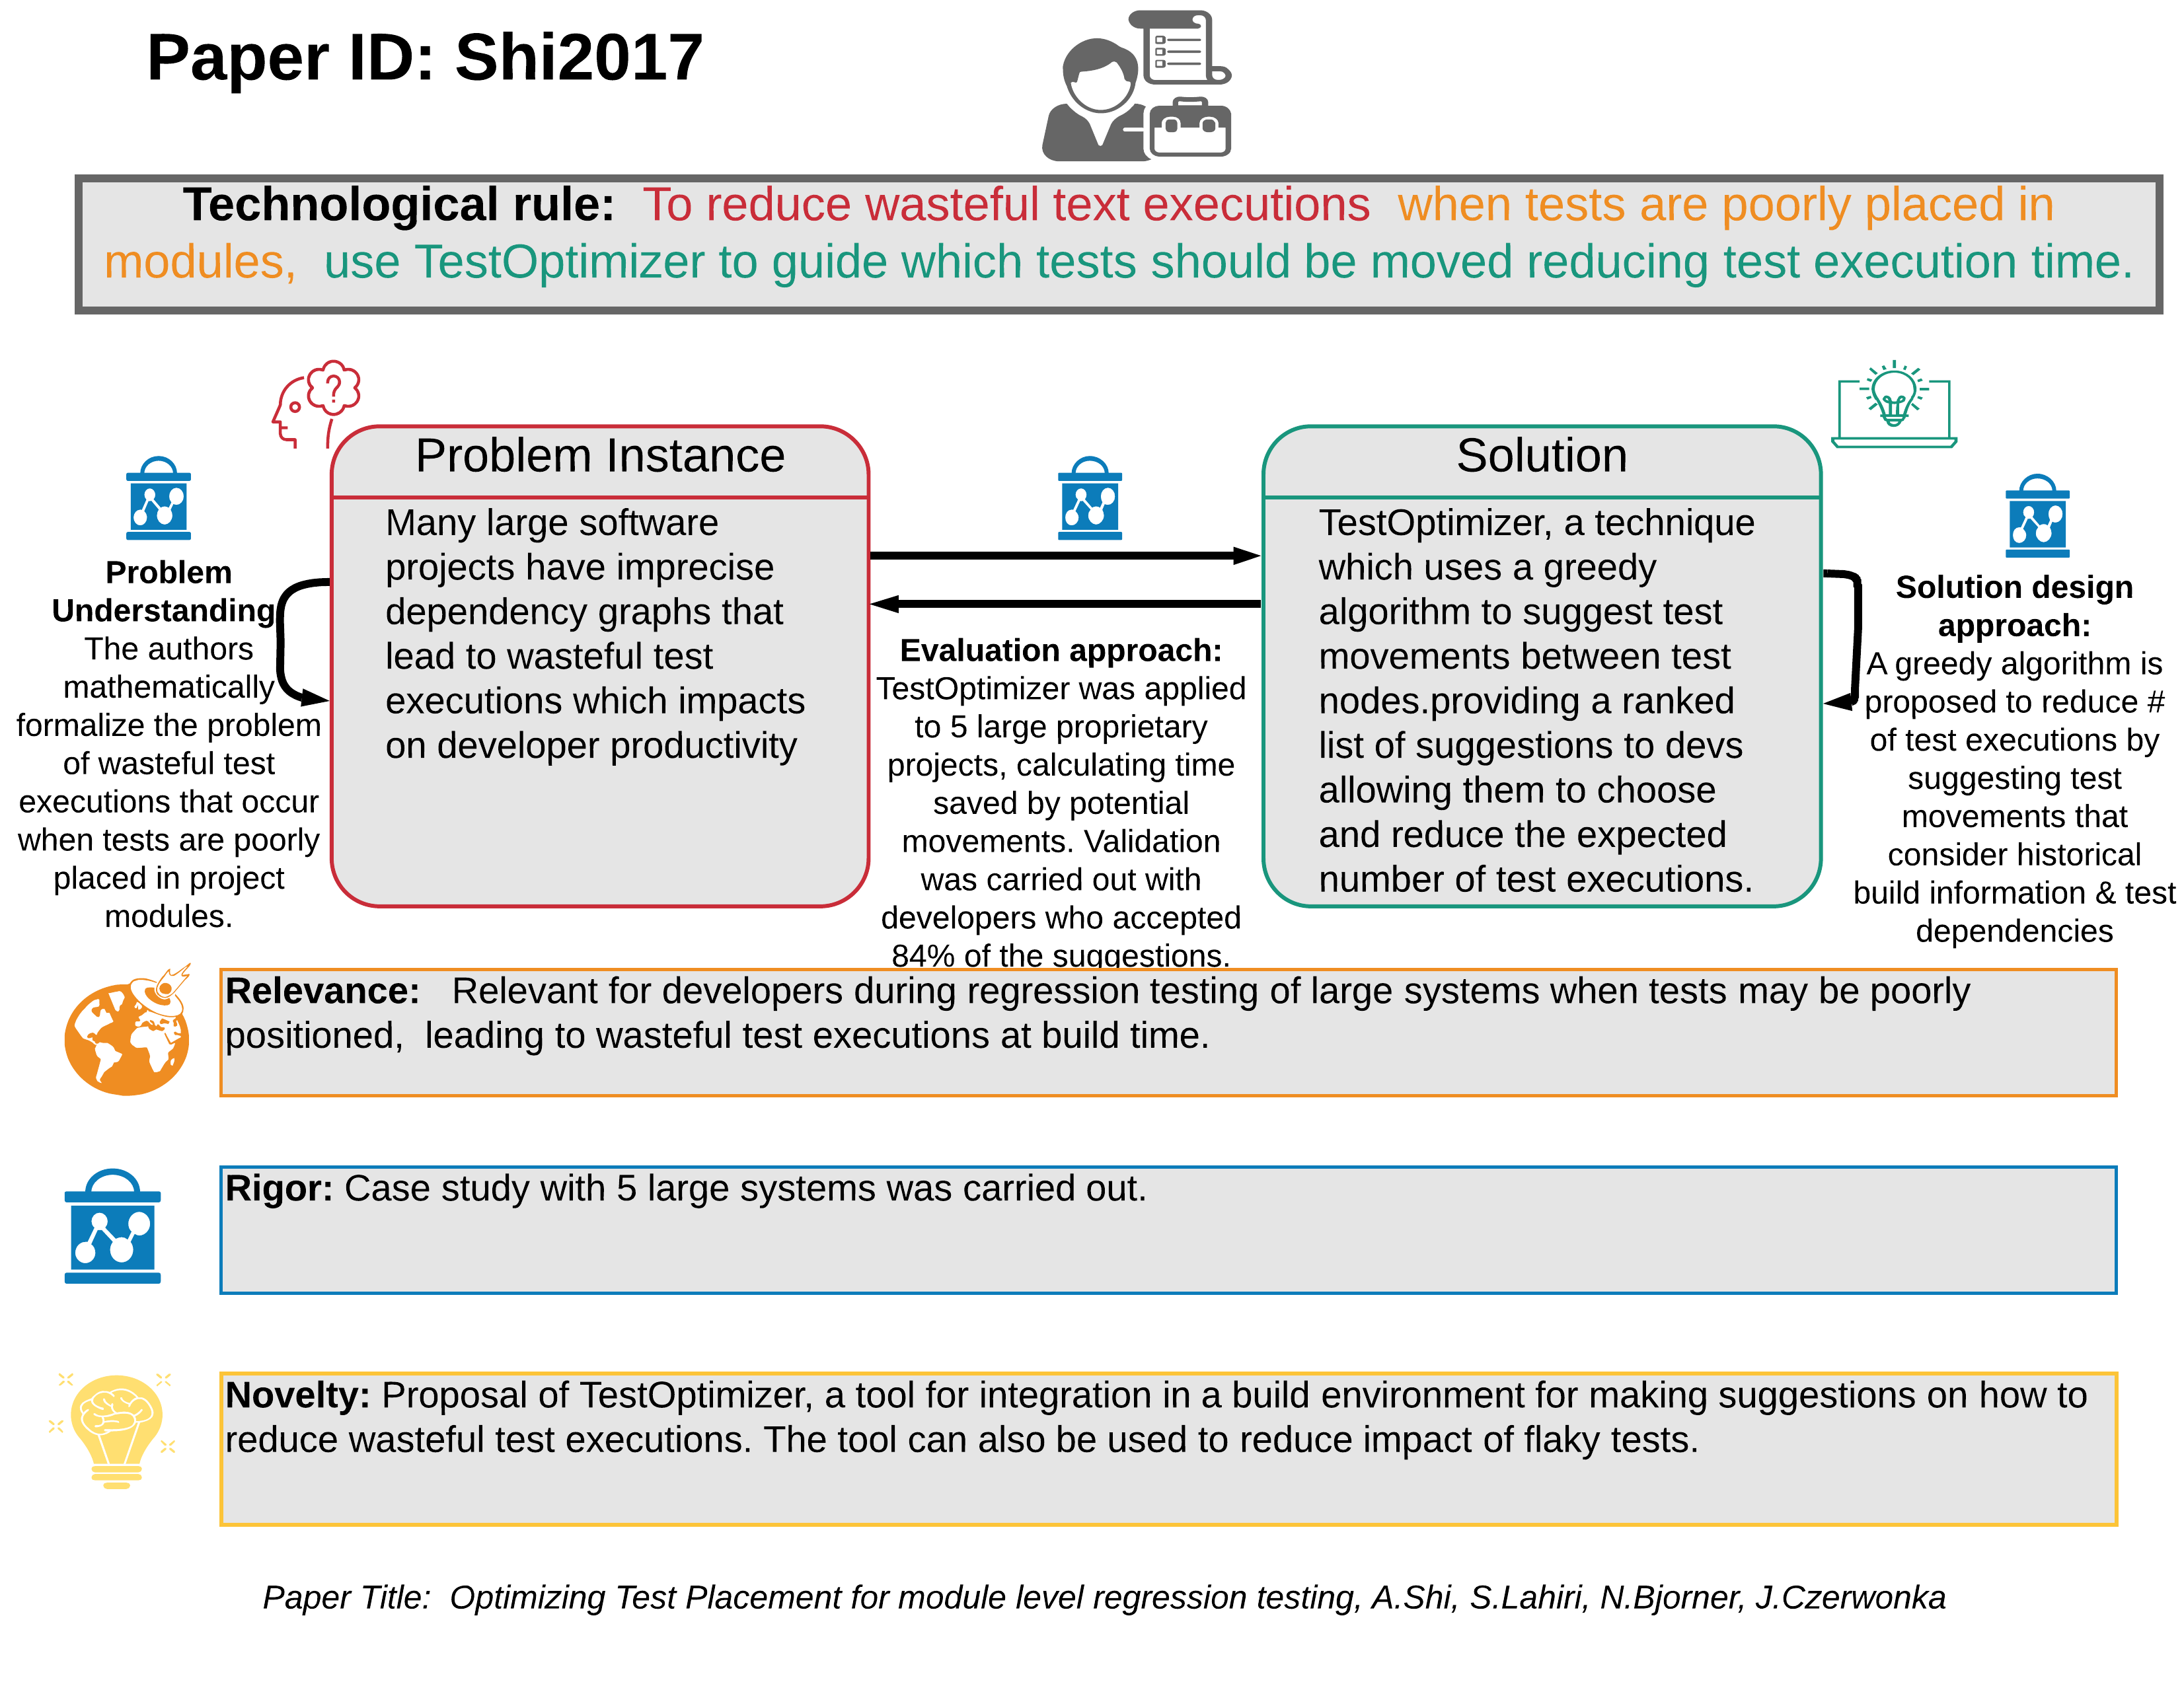 Paper ID: Shi2017
Technological rule: To reduce wasteful text executions when tests are poorly placed in
modules, use TestOptimizer to guide which tests should be moved reducing test execution time.
?
Problem
Understanding
The authors
mathematically
formalize the problem
of wasteful test
executions that occur
when tests are poorly
placed in project
modules.
Problem Instance
Many large software
projects have imprecise
dependency graphs that
lead to wasteful test
executions which impacts
on developer productivity
Evaluation approach:
TestOptimizer was applied
to 5 large proprietary
projects, calculating time
saved by potential
movements. Validation
was carried out with
developers who accepted
84% of the suggestions.
Solution
TestOptimizer, a technique
which uses a greedy
algorithm to suggest test
movements between test
nodes.providing a ranked
list of suggestions to devs
allowing them to choose
and reduce the expected
number of test executions.
Solution design
approach:
A greedy algorithm is
proposed to reduce #
of test executions by
suggesting test
movements that
consider historical
build information & test
dependencies
Relevance: Relevant for developers during regression testing of large systems when tests may be poorly
positioned, leading to wasteful test executions at build time.
Rigor: Case study with 5 large systems was carried out.
Novelty: Proposal of TestOptimizer, a tool for integration in a build environment for making suggestions on how to
reduce wasteful test executions. The tool can also be used to reduce impact of flaky tests.
Paper Title: Optimizing Test Placement for module level regression testing, A.Shi, S.Lahiri, N.Bjorner, J.Czerwonka